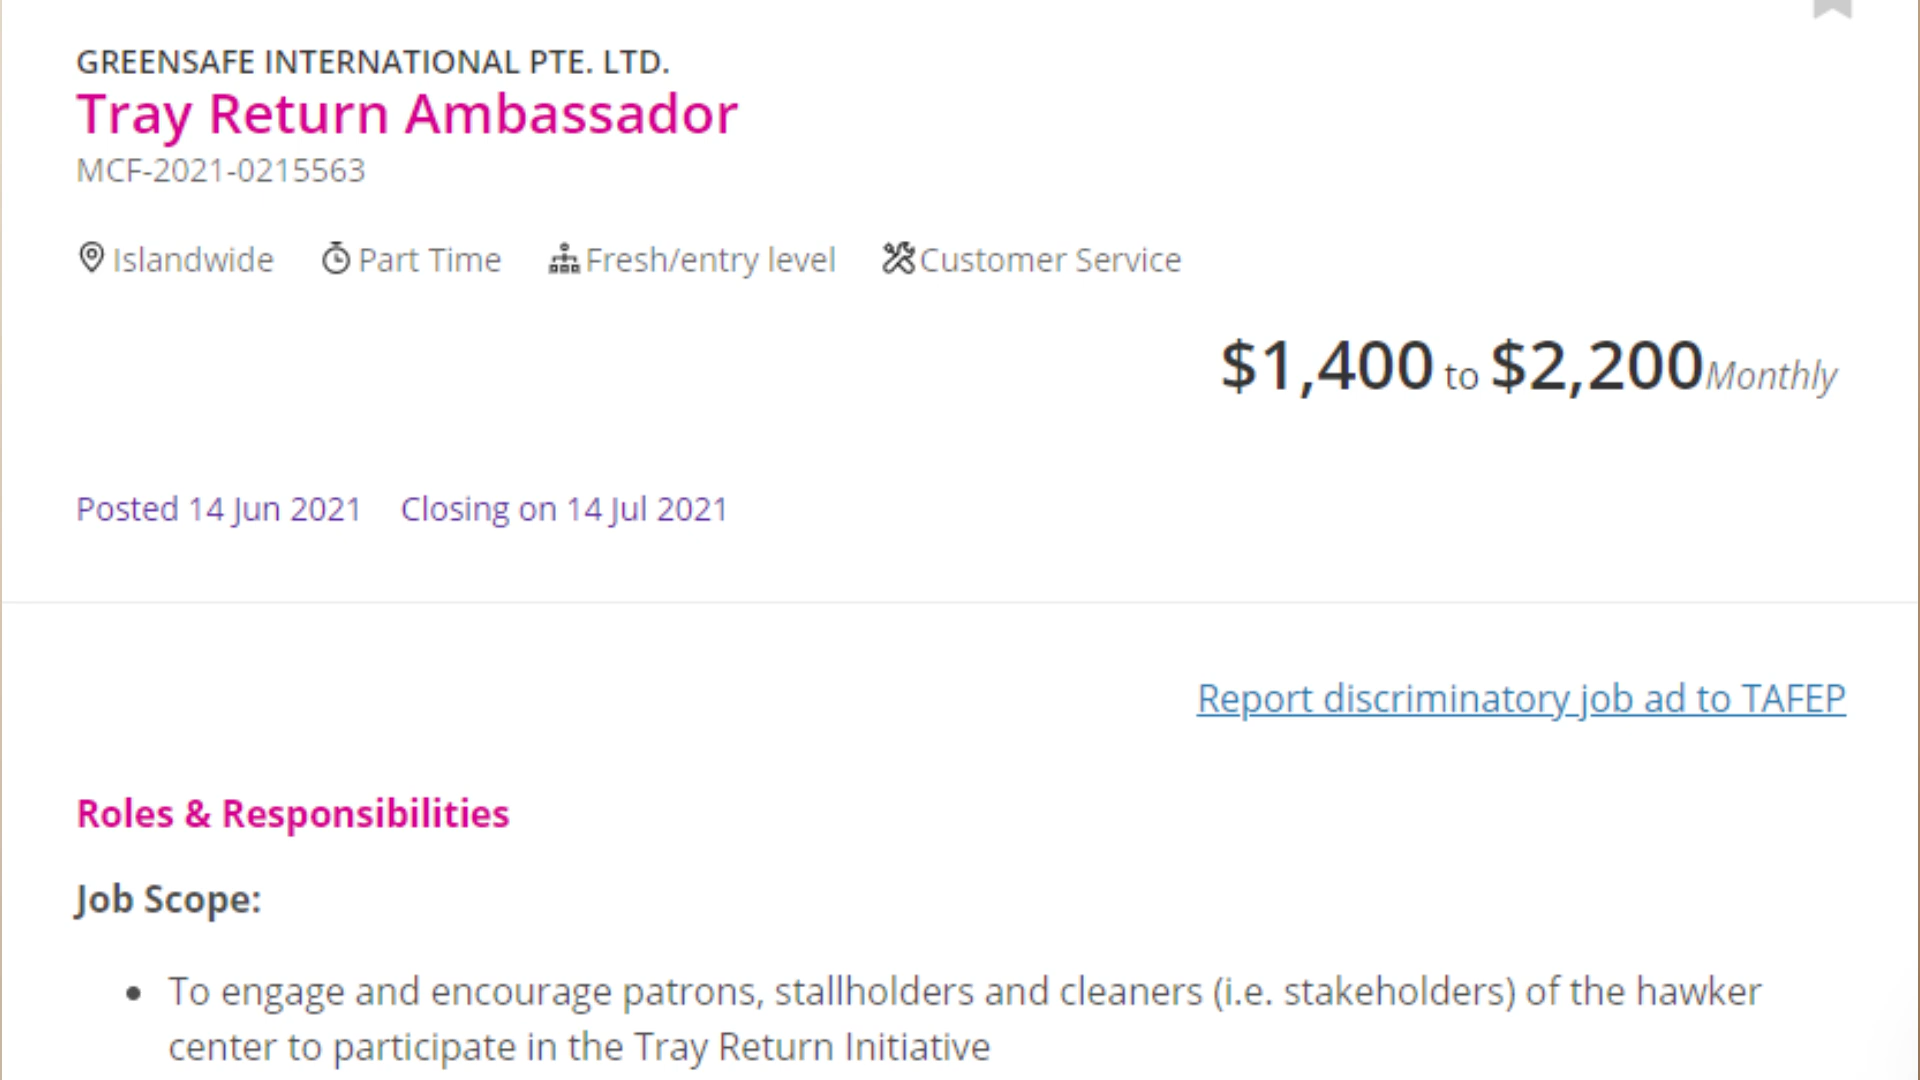 GREENSAFE INTERNATIONAL PTE. LTD.
Tray Return Ambassador
MCF-2021-0215563
Islandwide Part Time Fresh/entry level Customer Service
$1,400 to $2,200 Monthly
Posted 14 Jun 2021 Closing on 14 Jul 2021
Report discriminatory job ad to TAFEP
Roles & Responsibilities
Job Scope:
• To engage and encourage patrons, stallholders and cleaners (i.e. stakeholders) of the hawker
center to participate in the Tray Return Initiative